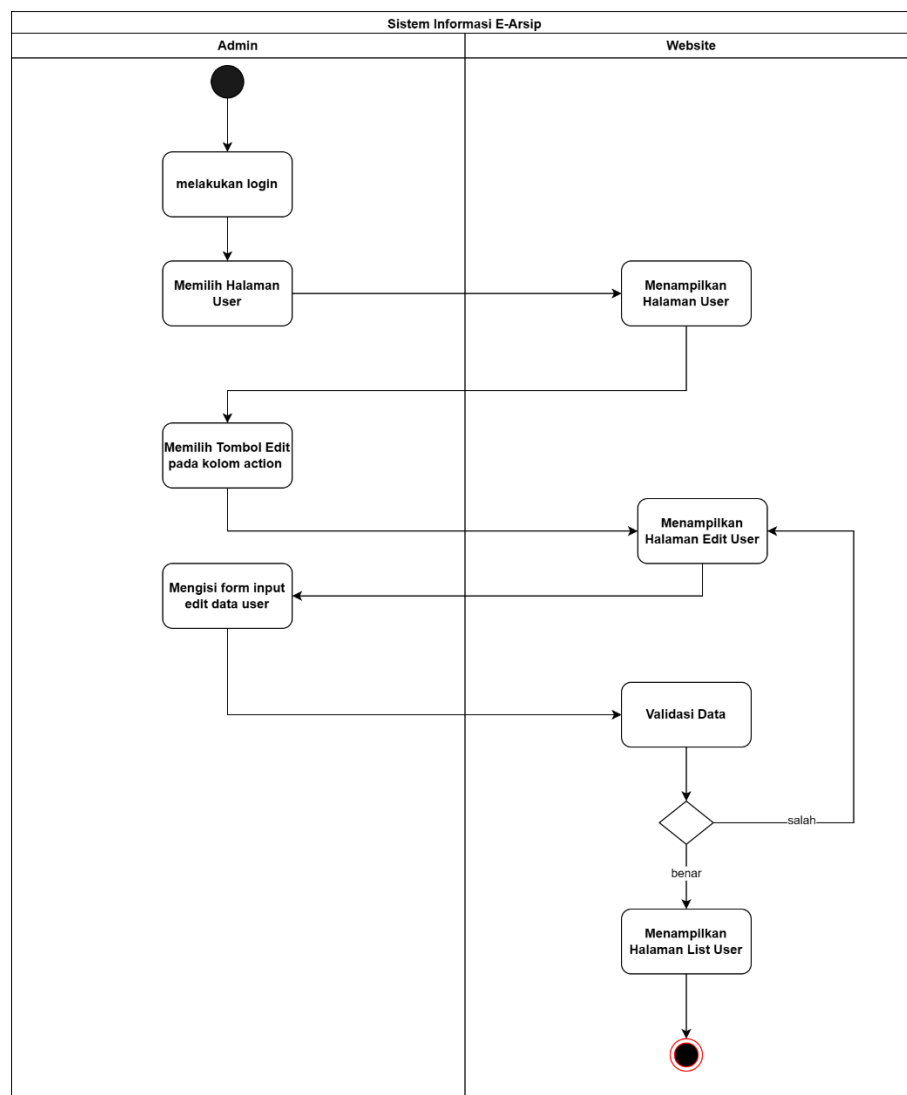 Sistem Informasi E-Arsip
Admin
Website
melakukan login
Memilih Halaman
User
Menampilkan
Halaman User
Memilih Tombol Edit
pada kolom action
Menampilkan
Halaman Edit User
Mengisi form input
edit data user
Validasi Data
salah
benar
Menampilkan
Halaman List User